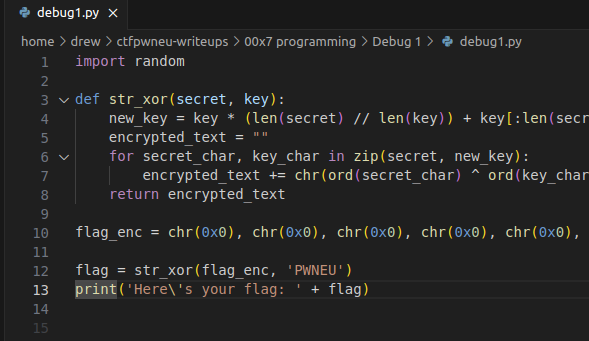 debug1.py ×
home > drew > ctfpwneu-writeups > 00x7 programming > Debug 1 > debug1.py
1 import random
2
3 def str_xor(secret, key):
4 new_key = key * (len(secret) // len(key)) + key[:len(secr
5 encrypted_text = ""
6 for secret_char, key_char in zip(secret, new_key):
7 encrypted_text += chr(ord(secret_char) ^ ord(key_char
8 return encrypted_text
9
10 flag_enc = chr(0x0), chr(0x0), chr(0x0), chr(0x0), chr(0x0),
11
12 flag = str_xor(flag_enc, 'PWNEU')
13 print('Here\'s your flag: ' + flag)
14
15